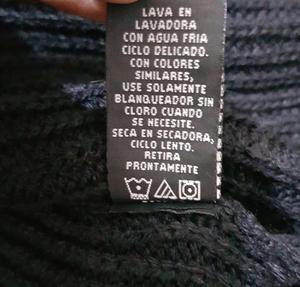 LAVA EN
LAVADORA
CON AGUA FRIA
CICLO DELICADO.
CON COLORES
SIMILARES,
USE SOLAMENTE
BLANQUEADOR SIN
CLORO CUANDO
SE NECESITE.
SECA EN SECADORA,
CICLO LENTO.
RETIRA
PRONTAMENTE